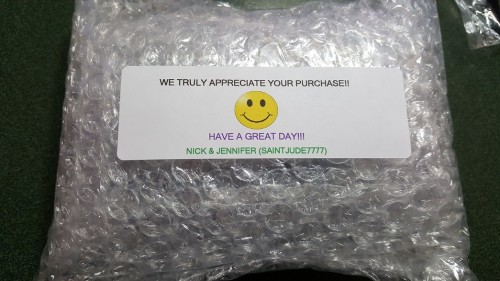 WE TRULY APPRECIATE YOUR PURCHASE!!
HAVE A GREAT DAY!!!
NICK & JENNIFER (SAINTJUDE7777)